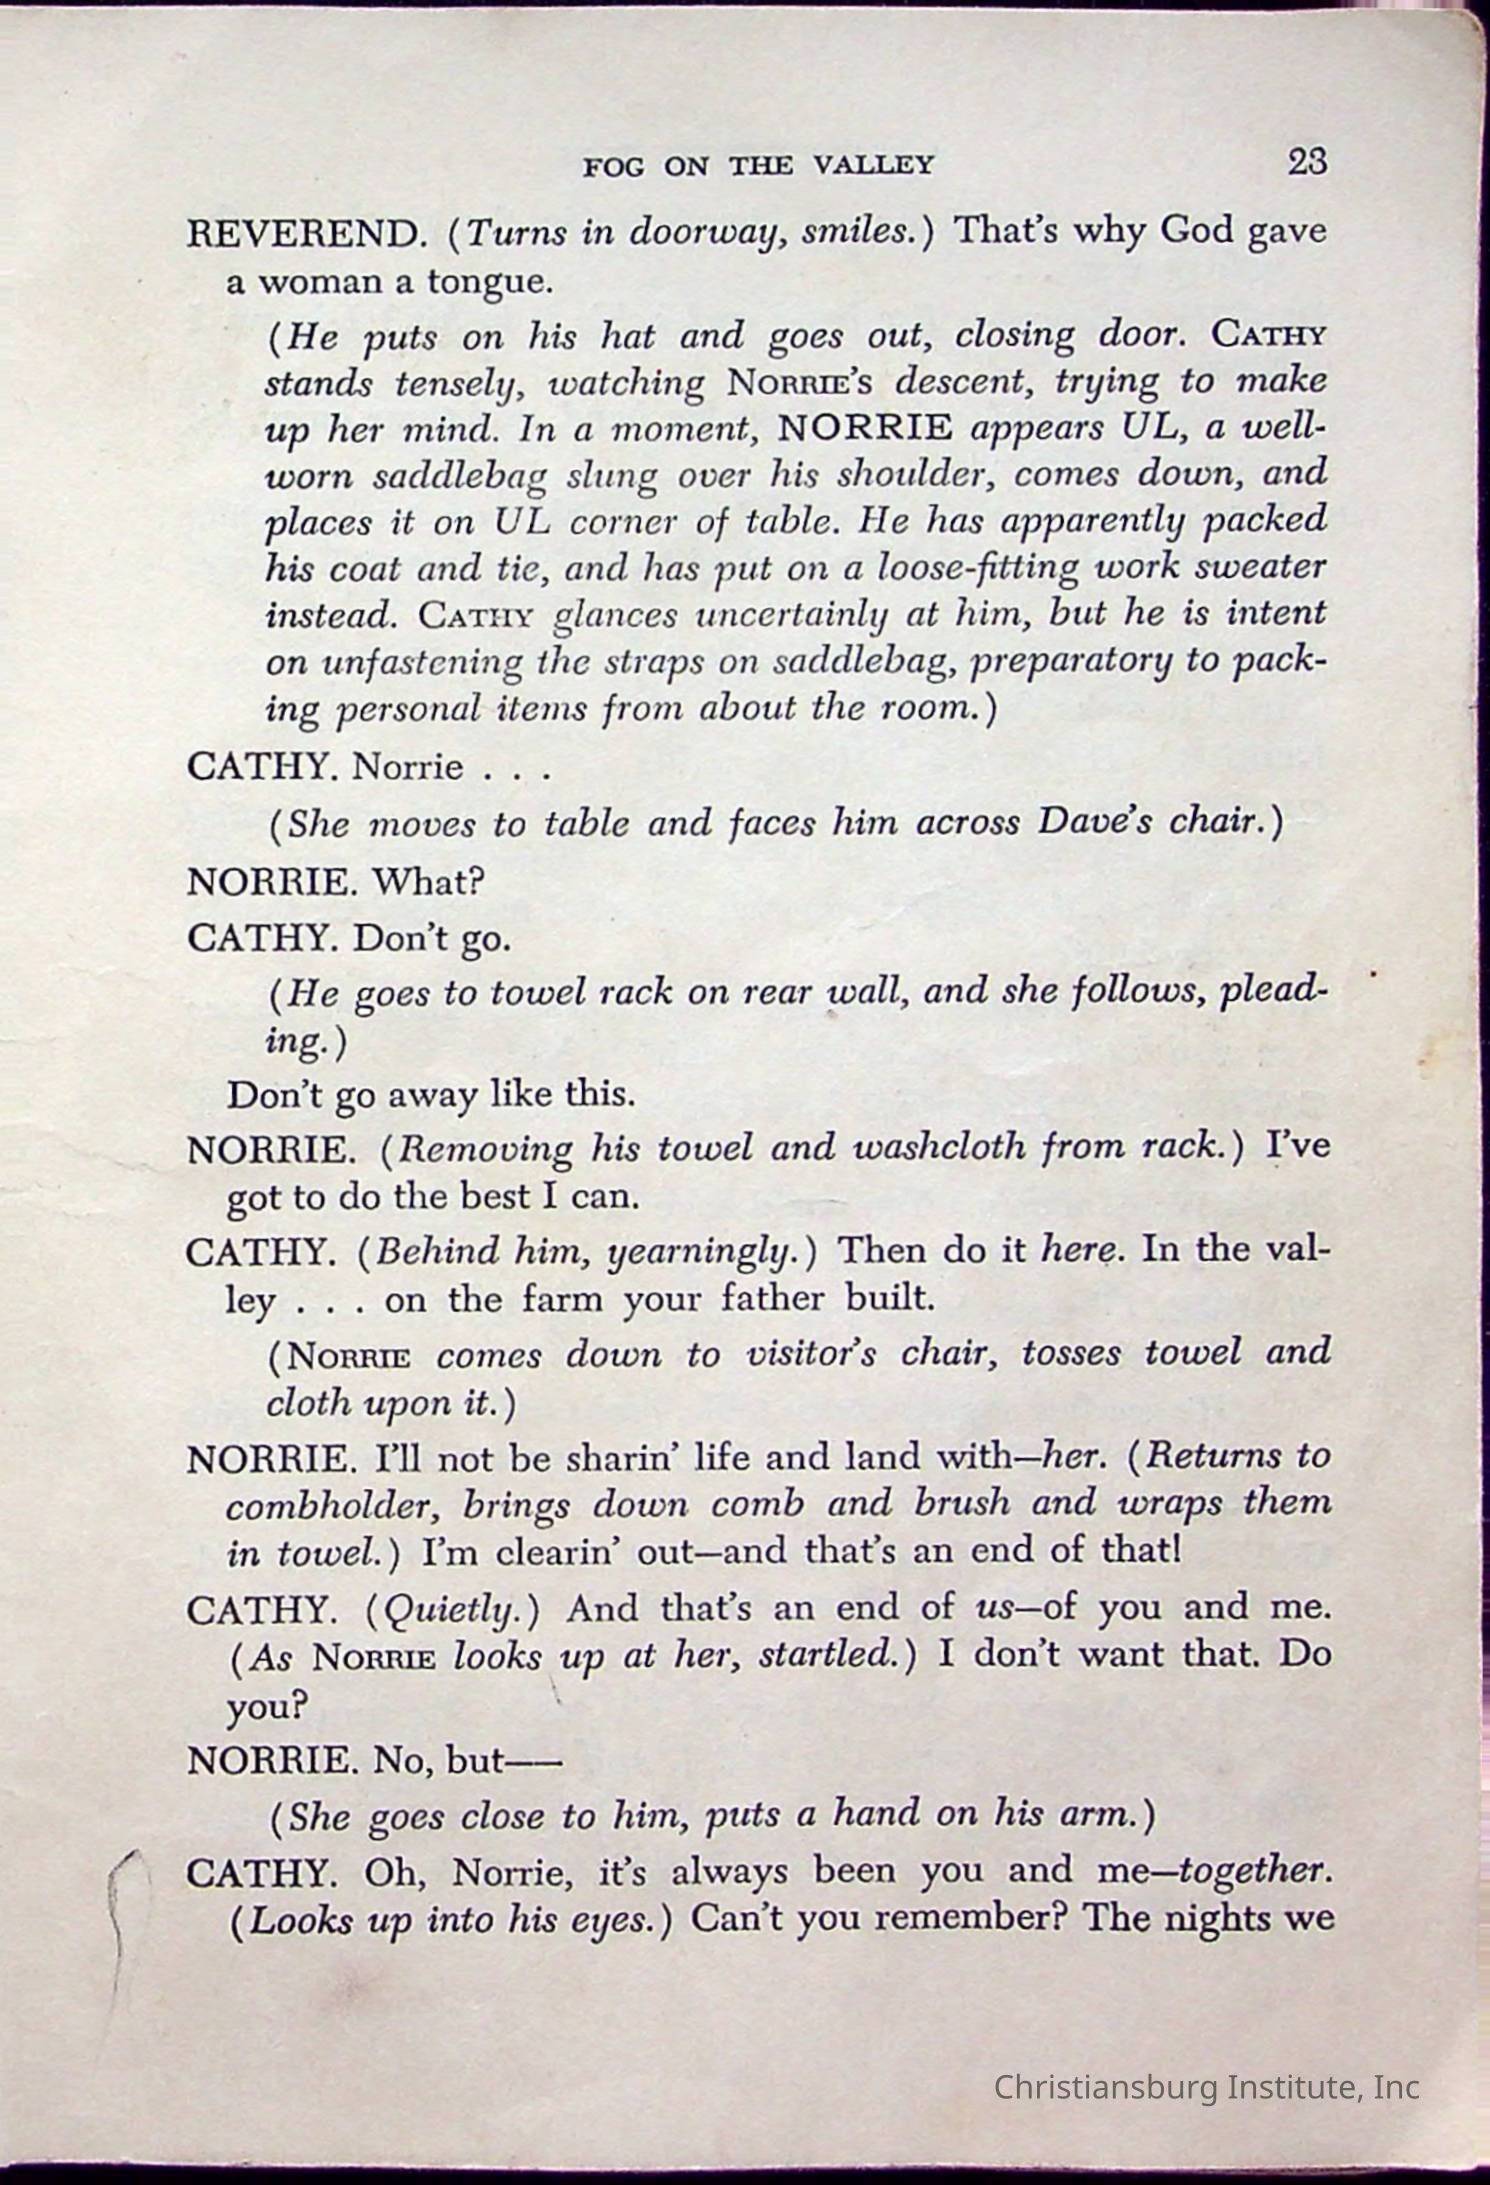 FOG ON THE VALLEY 23
REVEREND. (Turns in doorway, smiles.) That's why God gave
a woman a tongue.
(He puts on his hat and goes out, closing door. CATHY
stands tensely, watching NORRIE'S descent, trying to make
up her mind. In a moment, NORRIE appears UL, a well-
worn saddlebag slung over his shoulder, comes down, and
places it on UL corner of table. He has apparently packed
his coat and tie, and has put on a loose-fitting work sweater
instead. CATHY glances uncertainly at him, but he is intent
on unfastening the straps on saddlebag, preparatory to pack-
ing personal items from about the room.)
CATHY. Norrie . . .
(She moves to table and faces him across Dave's chair.)
NORRIE. What?
CATHY. Don't go.
(He goes to towel rack on rear wall, and she follows, plead-
ing.)
Don't go away like this.
NORRIE. (Removing his towel and washcloth from rack.) I've
got to do the best I can.
CATHY. (Behind him, yearningly.) Then do it here. In the val-
ley . . . on the farm your father built.
(NORRIE comes down to visitor's chair, tosses towel and
cloth upon it.)
NORRIE. I'll not be sharin' life and land with—her. (Returns to
combholder, brings down comb and brush and wraps them
in towel.) I'm clearin' out—and that's an end of that!
CATHY. (Quietly.) And that's an end of us—of you and me.
(As NORRIE looks up at her, startled.) I don't want that. Do
you?
NORRIE. No, but——
(She goes close to him, puts a hand on his arm.)
CATHY. Oh, Norrie, it's always been you and me—together.
(Looks up into his eyes.) Can't you remember? The nights we
Christiansburg Institute, Inc